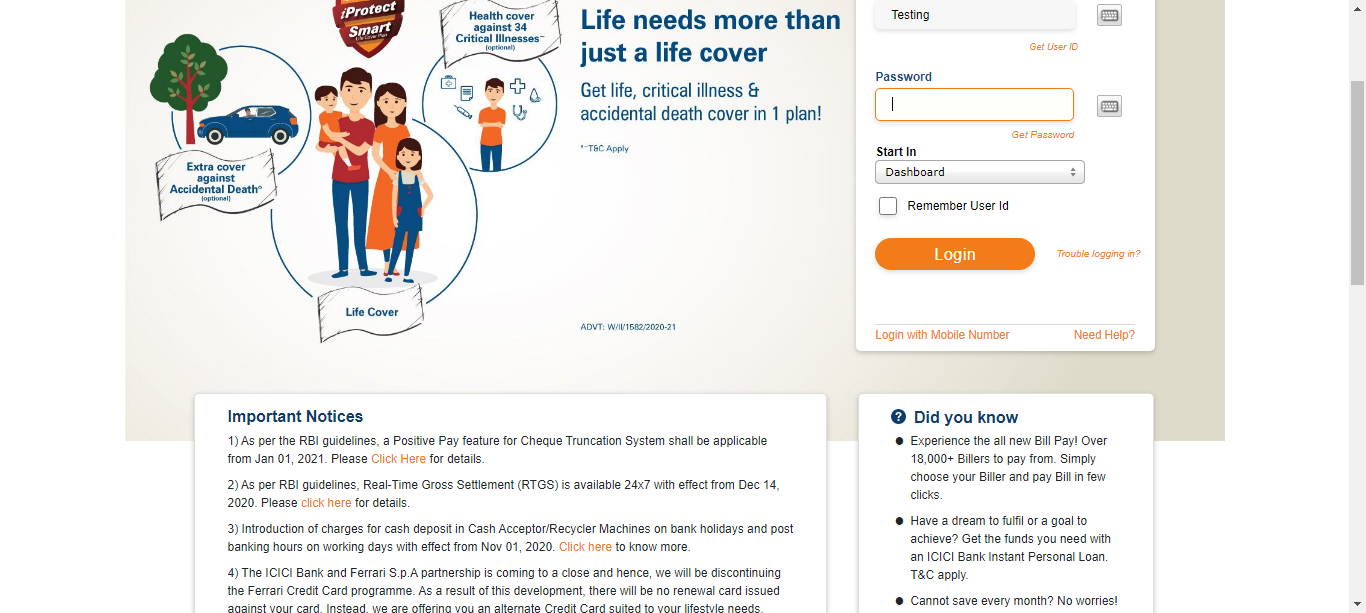 iProtect
Smart
Life Cover Plan
Health cover
against 34
Critical Illnesses~
(optional)
Extra cover
against
Accidental Death^
(optional)
Life Cover
Life needs more than
just a life cover
Get life, critical illness &
accidental death cover in 1 plan!
^~T&C Apply
ADVT: W/II/1582/2020-21
Testing
Get User ID
Password
Get Password
Start In
Dashboard
Remember User Id
Login
Trouble logging in?
Login with Mobile Number
Need Help?
Important Notices
1) As per the RBI guidelines, a Positive Pay feature for Cheque Truncation System shall be applicable
from Jan 01, 2021. Please Click Here for details.
2) As per RBI guidelines, Real-Time Gross Settlement (RTGS) is available 24x7 with effect from Dec 14,
2020. Please click here for details.
3) Introduction of charges for cash deposit in Cash Acceptor/Recycler Machines on bank holidays and post
banking hours on working days with effect from Nov 01, 2020. Click here to know more.
4) The ICICI Bank and Ferrari S.p.A partnership is coming to a close and hence, we will be discontinuing
the Ferrari Credit Card programme. As a result of this development, there will be no renewal card issued
against your card. Instead, we are offering you an alternate Credit Card suited to your lifestyle needs.
? Did you know
● Experience the all new Bill Pay! Over
18,000+ Billers to pay from. Simply
choose your Biller and pay Bill in few
clicks.
● Have a dream to fulfil or a goal to
achieve? Get the funds you need with
an ICICI Bank Instant Personal Loan.
T&C apply.
● Cannot save every month? No worries!